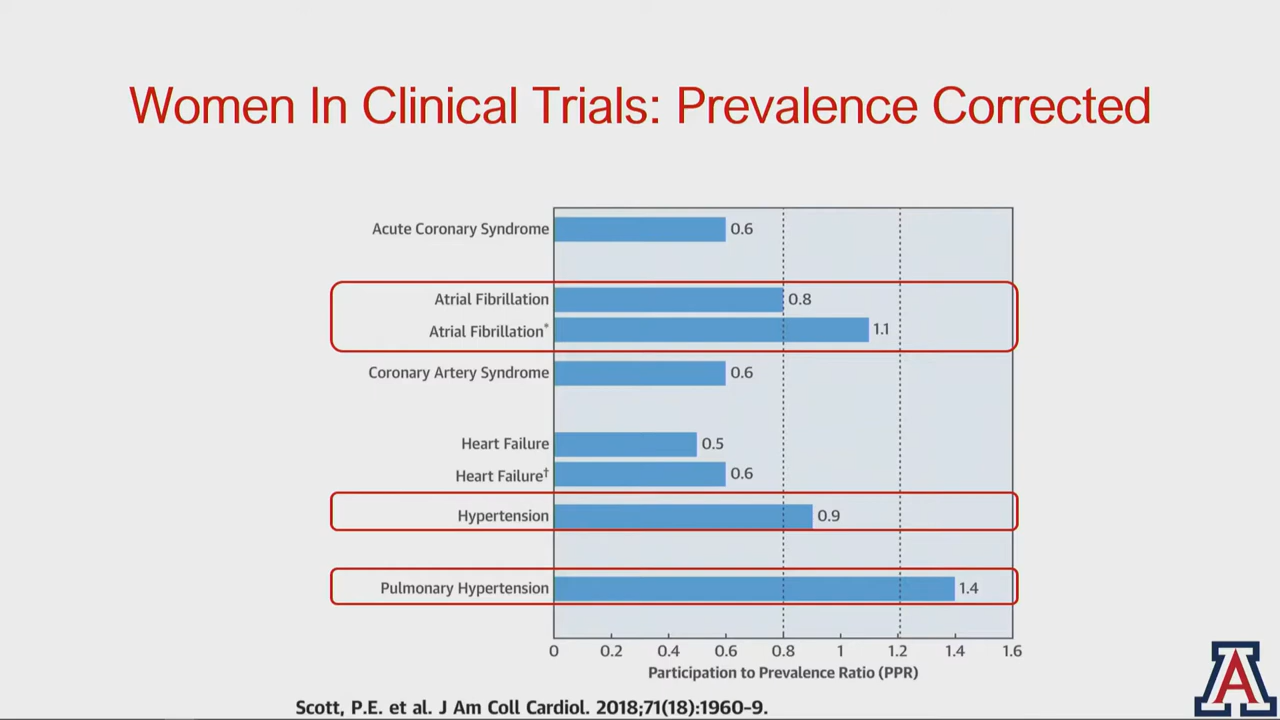 Women In Clinical Trials: Prevalence Corrected
Acute Coronary Syndrome 0.6
Atrial Fibrillation 0.8
Atrial Fibrillation* 1.1
Coronary Artery Syndrome 0.6
Heart Failure 0.5
Heart Failure† 0.6
Hypertension 0.9
Pulmonary Hypertension 1.4
0 0.2 0.4 0.6 0.8 1 1.2 1.4 1.6
Participation to Prevalence Ratio (PPR)
Scott, P.E. et al. J Am Coll Cardiol. 2018;71(18):1960-9.
A